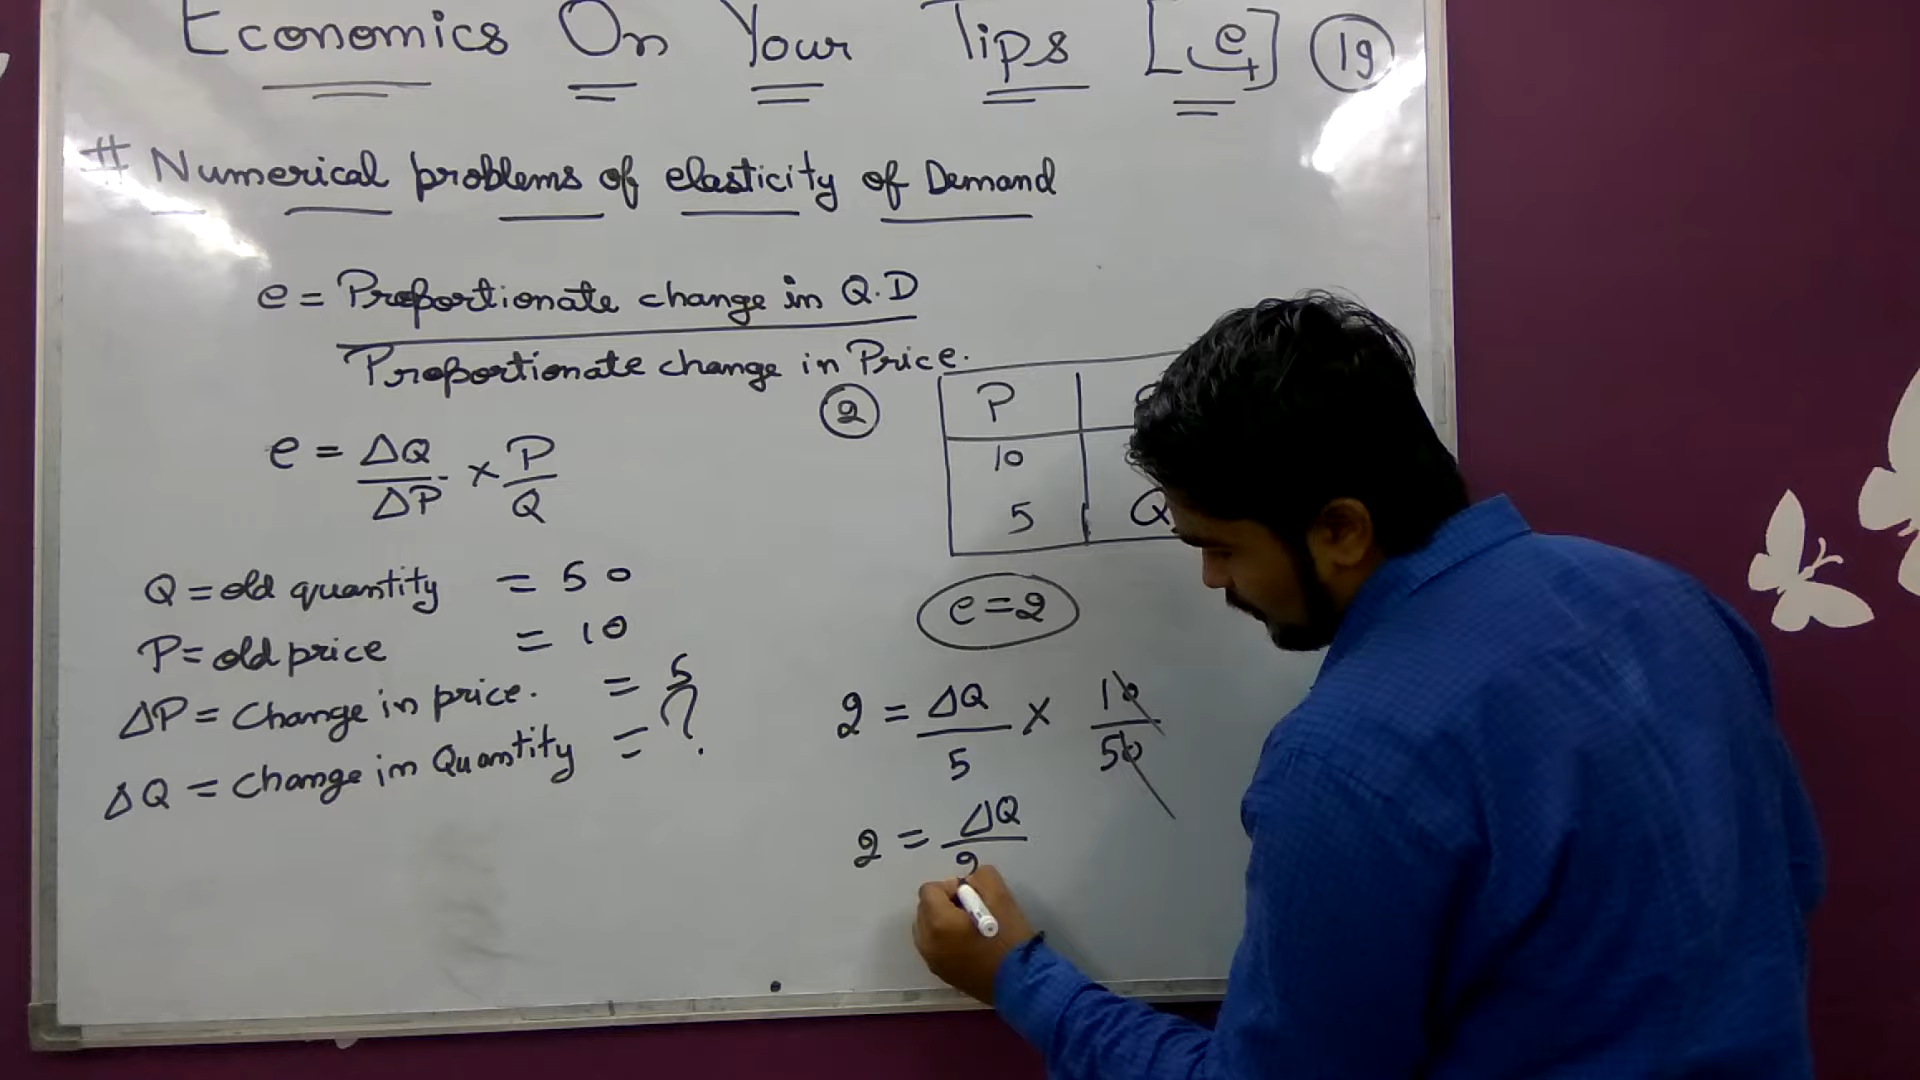 Economics On Your Tips [e] 19
# Numerical problems of elasticity of Demand
e = Proportionate change in Q.D
Proportionate change in Price.
e = ΔQ/ΔP × P/Q
Q = old quantity = 50
P = old price = 10
ΔP = Change in price. = 5
ΔQ = Change in Quantity = ?
2
P
10
5 Q
e = 2
2 = ΔQ/5 × 10/50
2 = ΔQ